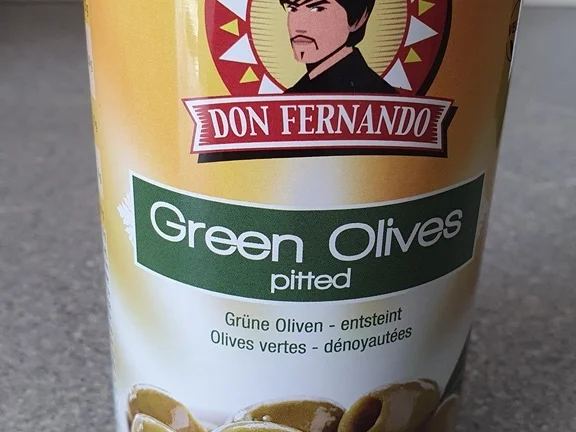 DON FERNANDO
Green Olives
pitted
Grüne Oliven - entsteint
Olives vertes - dénoyautées